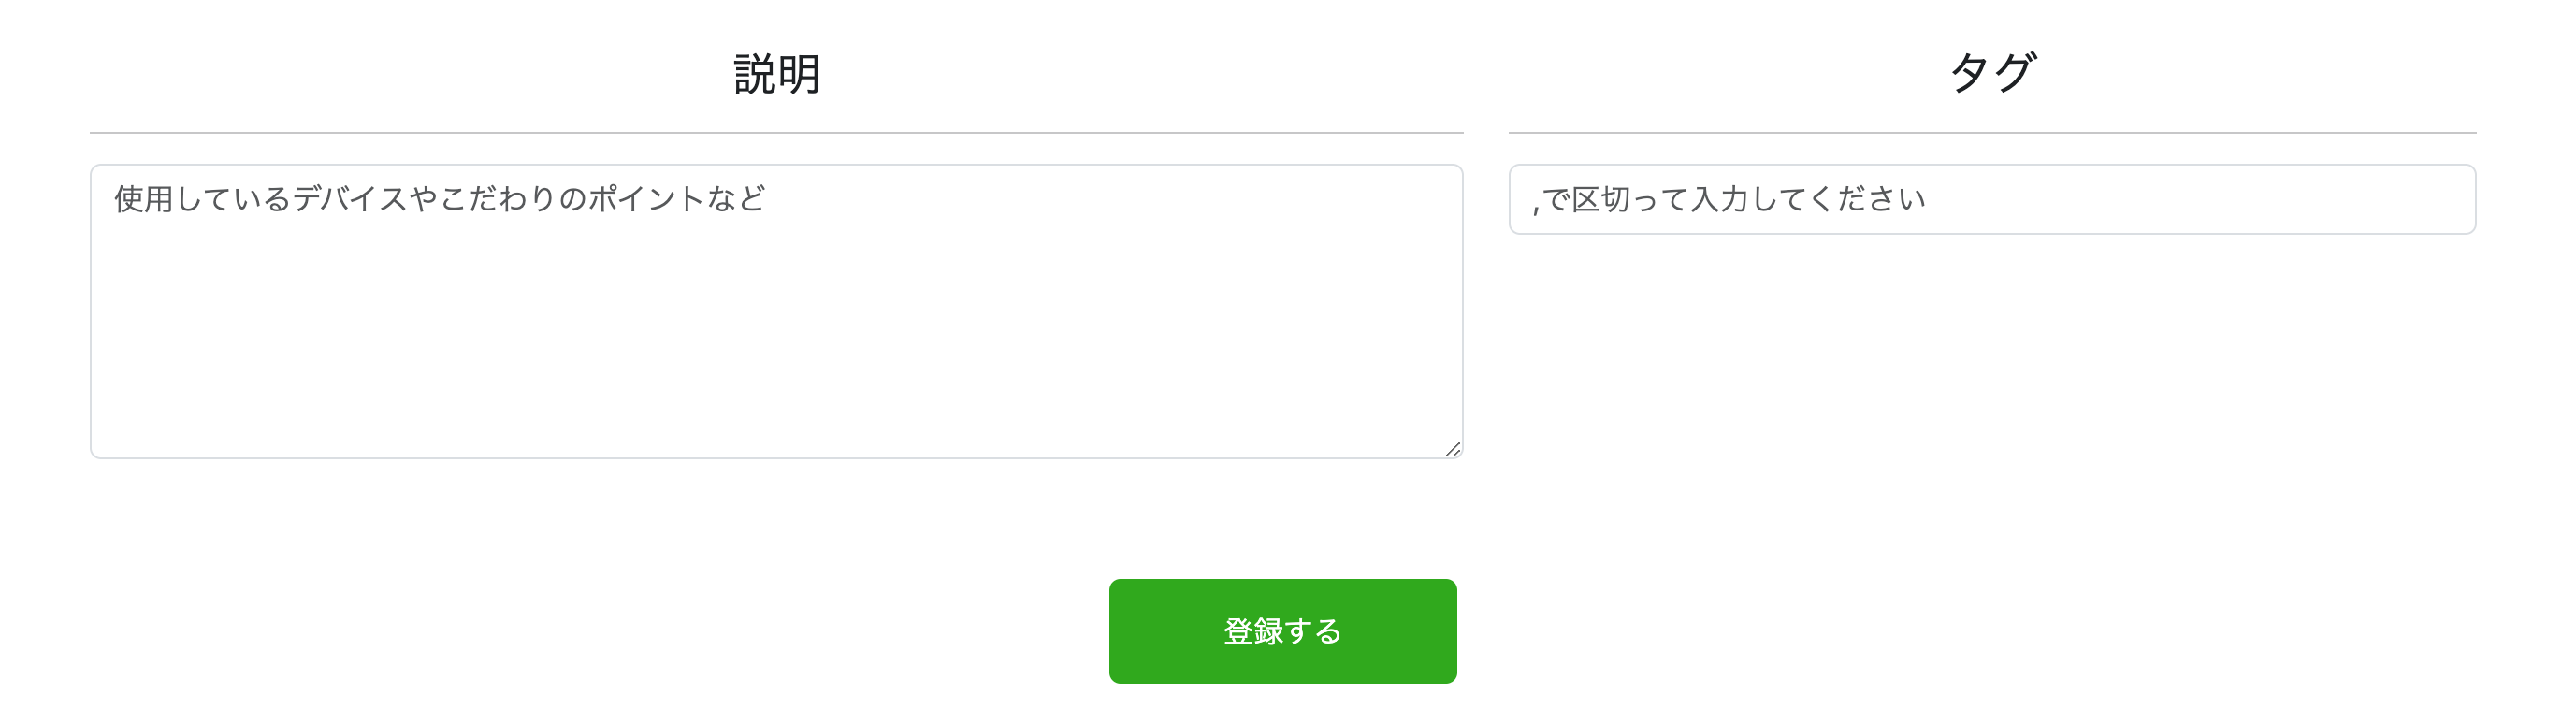 説明
使用しているデバイスやこだわりのポイントなど
タグ
,で区切って入力してください
登録する